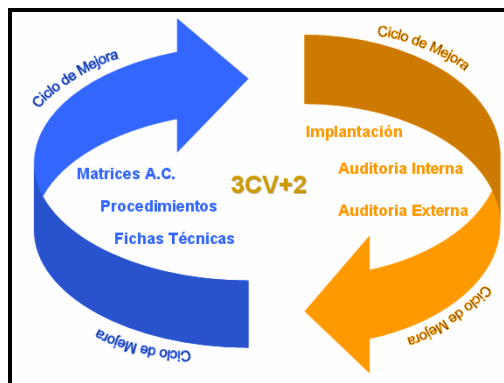 Ciclo de Mejora
Ciclo de Mejora
Implantación
Matrices A.C.
Auditoria Interna
3CV+2
Procedimientos
Auditoria Externa
Fichas Técnicas
Ciclo de Mejora
Ciclo de Mejora